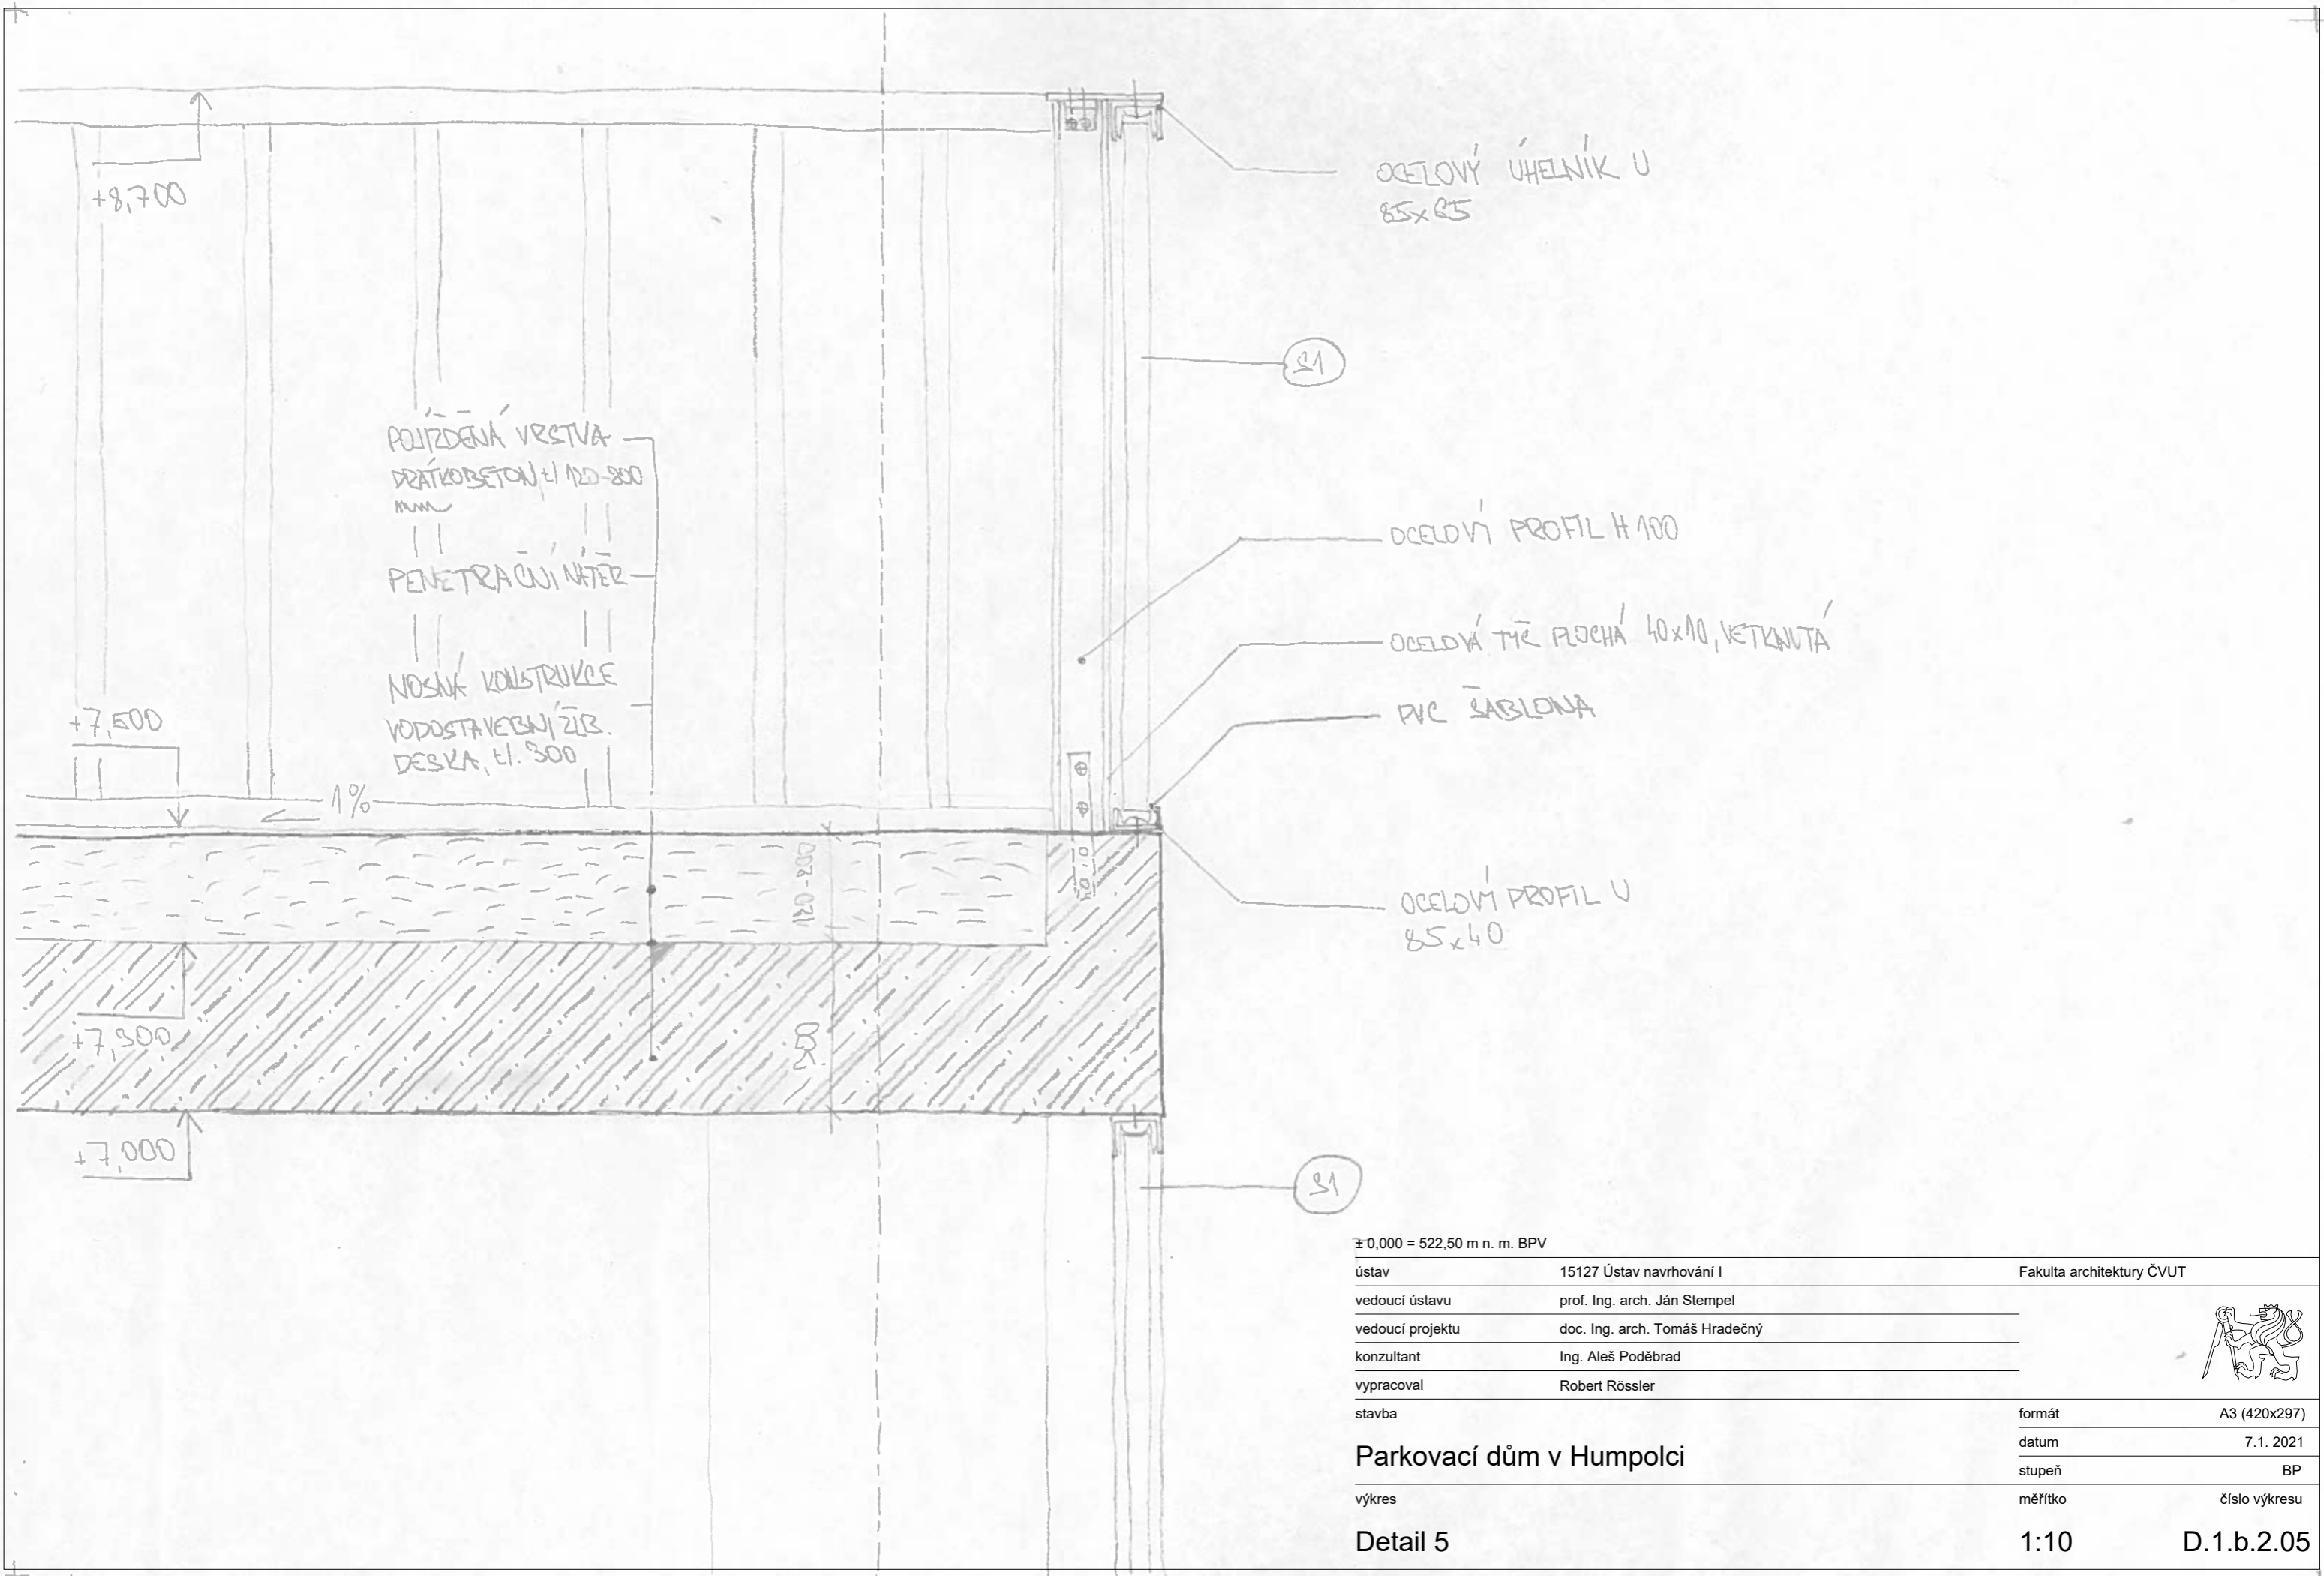 +8,700
OCELOVÝ ÚHELNÍK U
85x65
S1
POJÍZDĚNÁ VRSTVA
DRÁTKOBETON, tl 120-200
mm
PENETRAČNÍ NÁTĚR
NOSNÁ KONSTRUKCE
VODOSTAVEBNÍ ŽLB.
DESKA, tl. 300
OCELOVÝ PROFIL H 100
OCELOVÁ TYČ PLOCHÁ 40x10, VETKNUTÁ
PVC ŠABLONA
+7,500
1%
120-200
OCELOVÝ PROFIL U
85x40
+7,300
+7,000
S1
± 0,000 = 522,50 m n. m. BPV
ústav 15127 Ústav navrhování I Fakulta architektury ČVUT
vedoucí ústavu prof. Ing. arch. Ján Stempel
vedoucí projektu doc. Ing. arch. Tomáš Hradečný
konzultant Ing. Aleš Poděbrad
vypracoval Robert Rössler
stavba formát A3 (420x297)
Parkovací dům v Humpolci datum 7.1. 2021
stupeň BP
výkres měřítko číslo výkresu
Detail 5 1:10 D.1.b.2.05